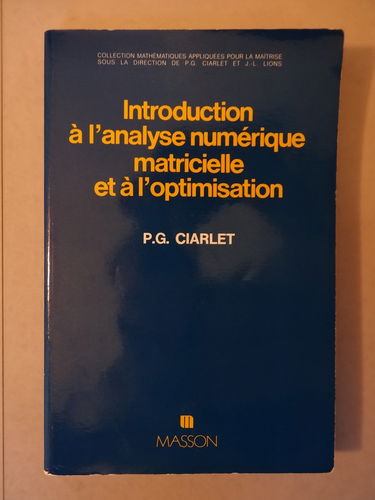 COLLECTION MATHÉMATIQUES APPLIQUÉES POUR LA MAÎTRISE
SOUS LA DIRECTION DE P.G. CIARLET ET J.-L. LIONS
Introduction
à l'analyse numérique
matricielle
et à l'optimisation
P.G. CIARLET
MASSON